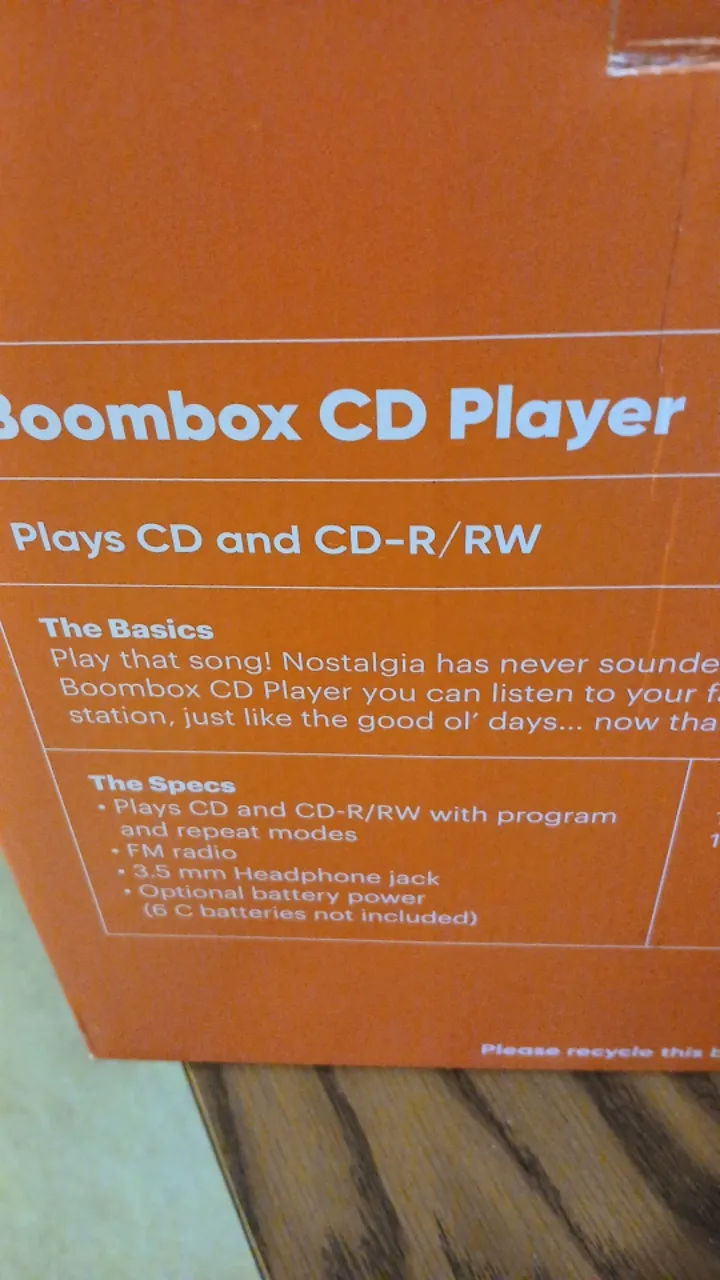 Boombox CD Player
Plays CD and CD-R/RW
The Basics
Play that song! Nostalgia has never sounde
Boombox CD Player you can listen to your f
station, just like the good ol' days... now tha
The Specs
• Plays CD and CD-R/RW with program
and repeat modes
• FM radio
• 3.5 mm Headphone jack
• Optional battery power
(6 C batteries not included)
Please recycle this b